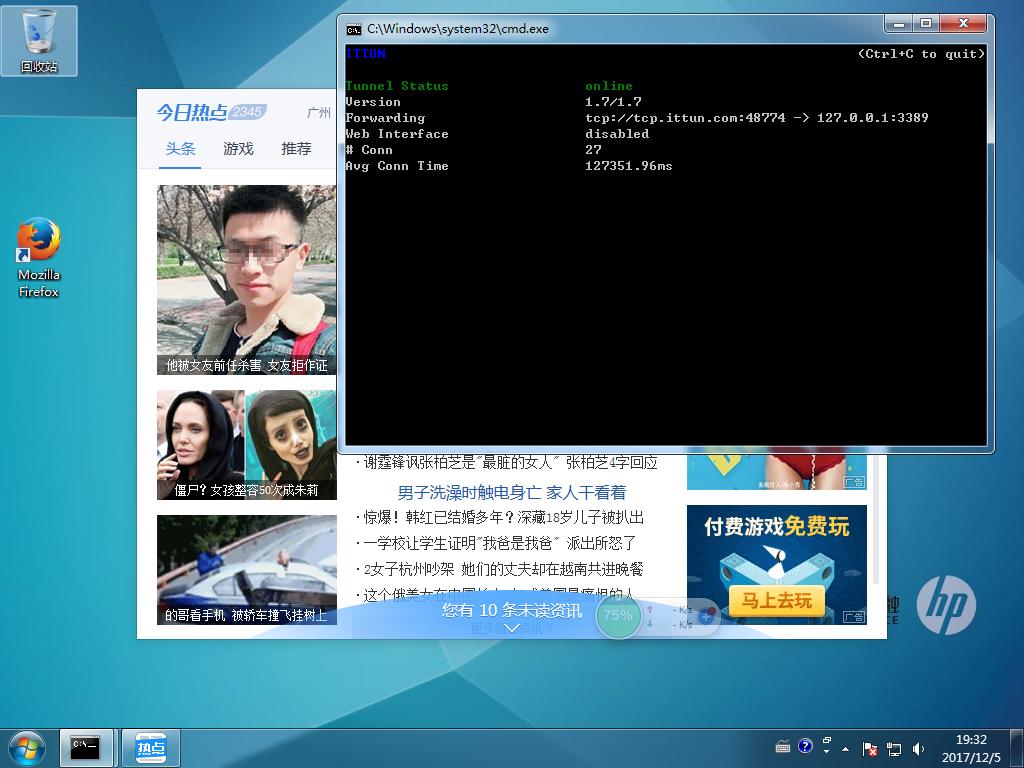 回收站
Mozilla
Firefox
C:\Windows\system32\cmd.exe
ITTUN
(Ctrl+C to quit)
Tunnel Status online
Version 1.7/1.7
Forwarding tcp://tcp.ittun.com:48774 -> 127.0.0.1:3389
Web Interface disabled
# Conn 27
Avg Conn Time 127351.96ms
今日热点 2345 广州
头条 游戏 推荐
他被女友前任杀害 女友拒作证
僵尸?女孩整容50次成朱莉
的哥看手机 被轿车撞飞挂树上
·谢霆锋讽张柏芝是"最脏的女人" 张柏芝4字回应
男子洗澡时触电身亡 家人干看着
·惊爆!韩红已结婚多年?深藏18岁儿子被扒出
·一学校让学生证明"我爸是我爸" 派出所怒了
·2女子杭州吵架 她们的丈夫却在越南共进晚餐
·这个俄美女在中国
的人
您有 10 条未读资讯
75%
- K/s
- K/s
广告
付费游戏免费玩
马上去玩
广告
hp
热点
19:32
2017/12/5